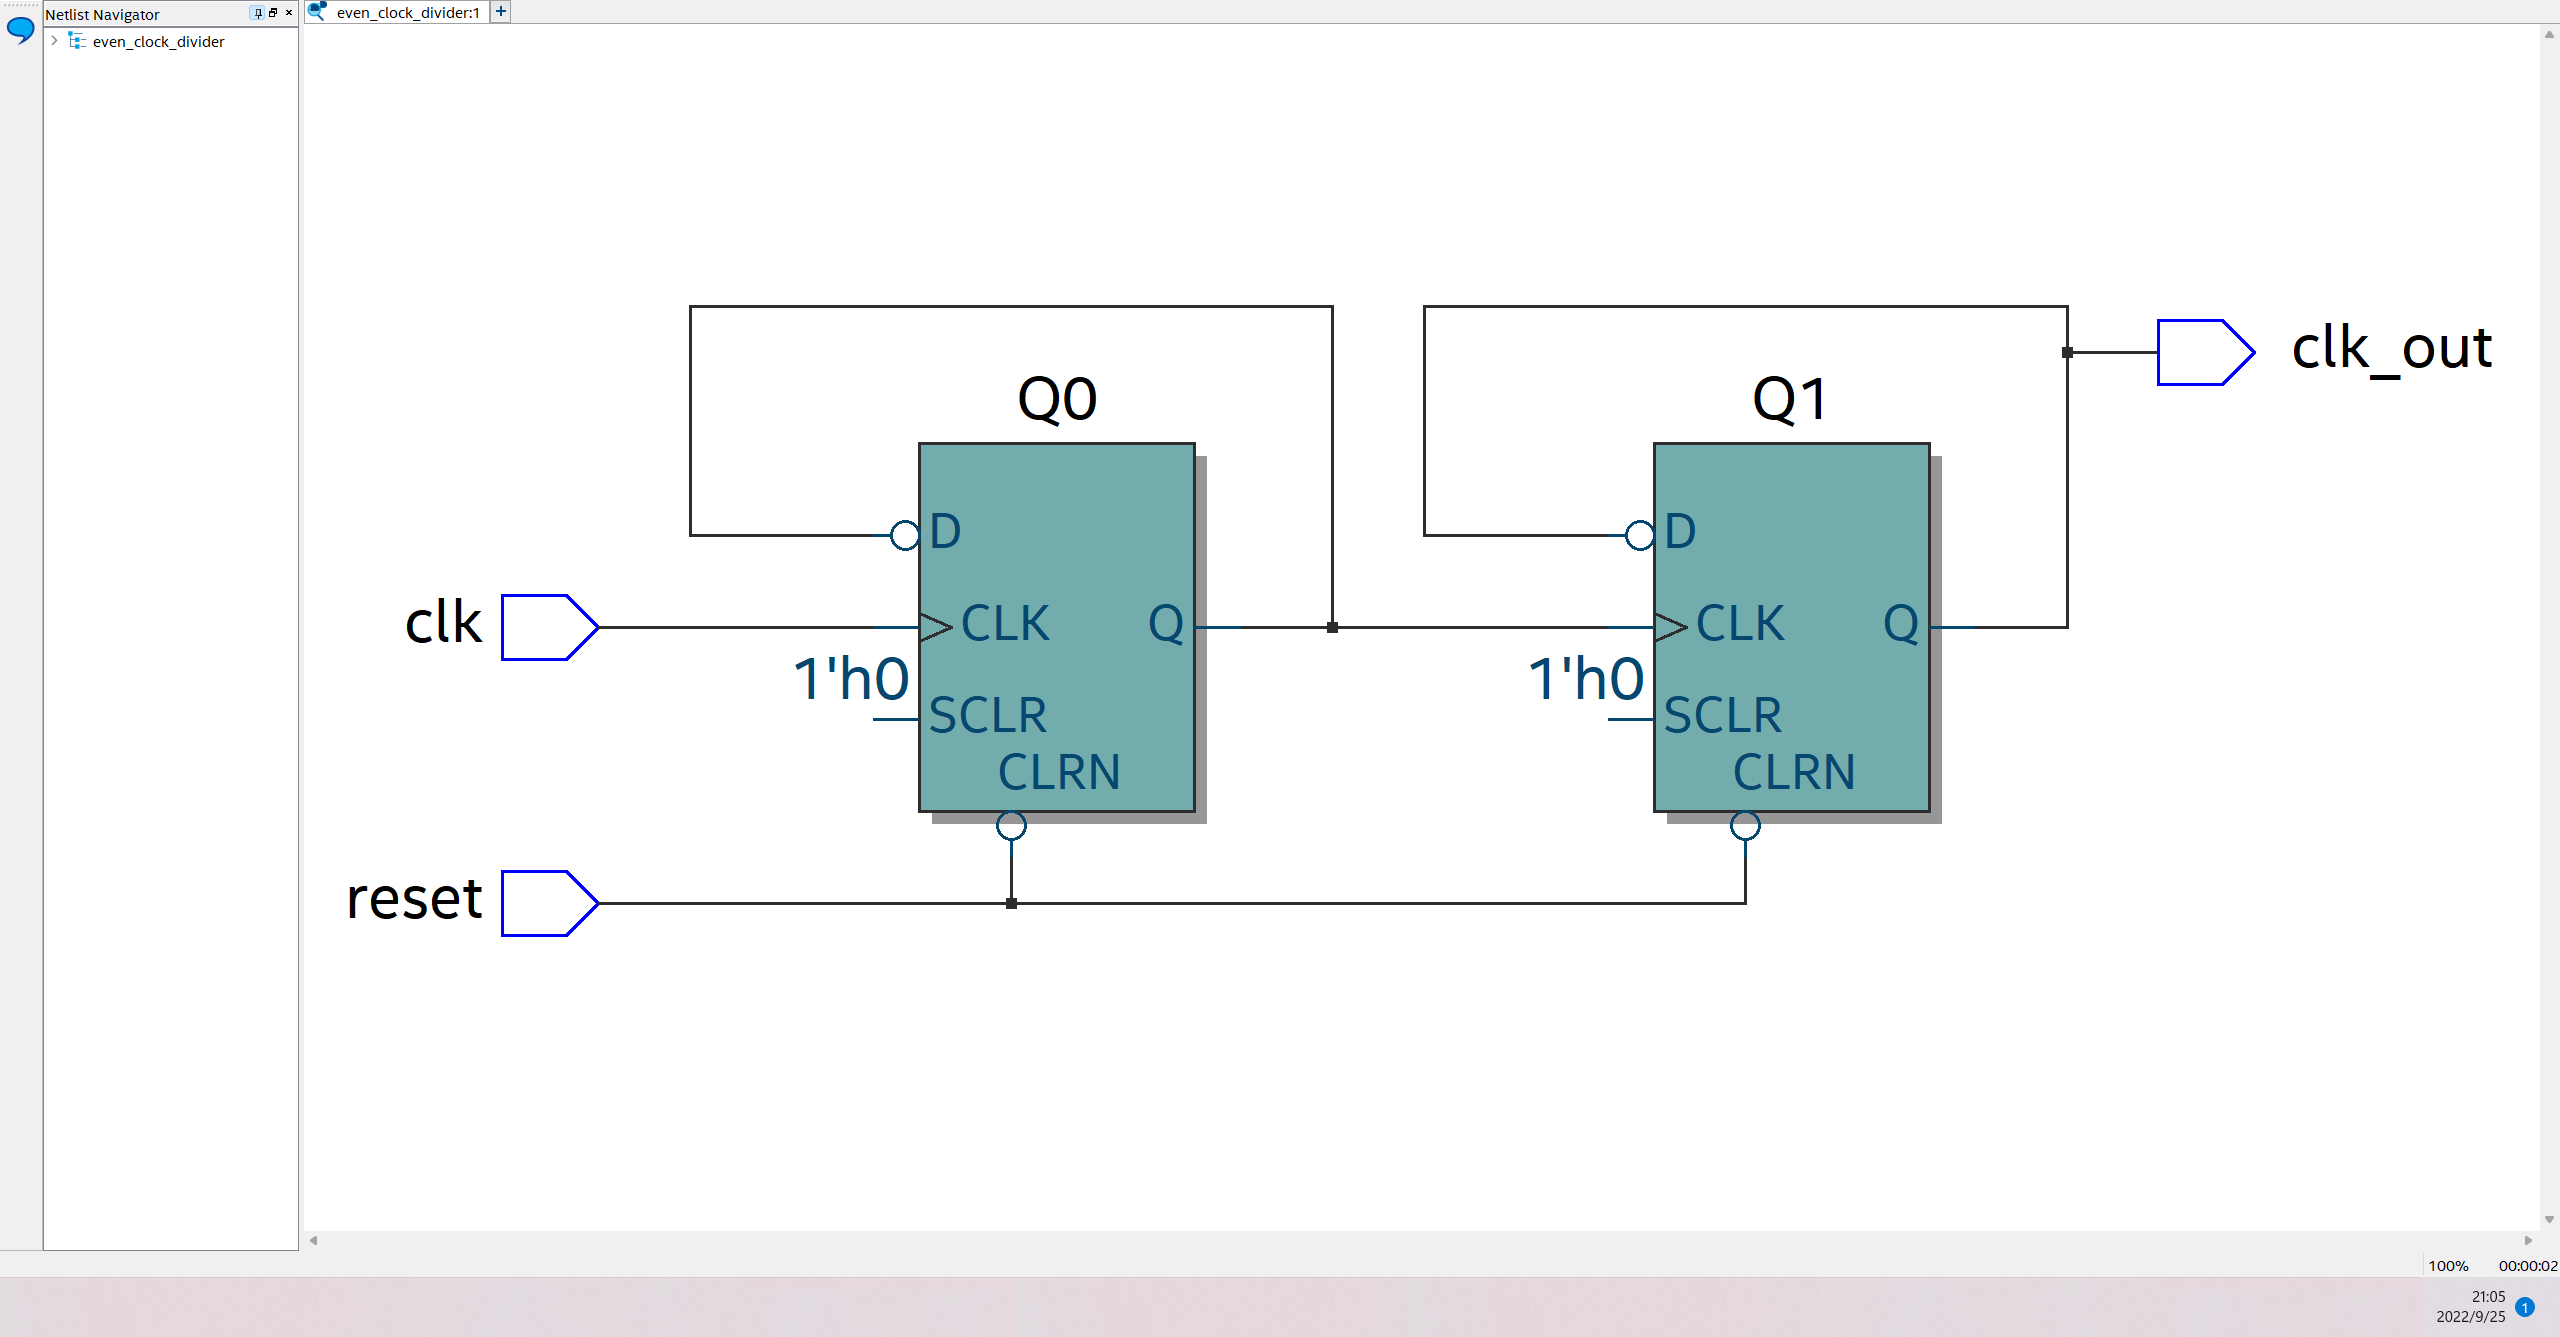 Netlist Navigator
even_clock_divider
even_clock_divider:1
clk_out
Q0
Q1
D
D
clk
CLK
Q
CLK
Q
1'h0
1'h0
SCLR
SCLR
CLRN
CLRN
reset
100%
00:00:02
21:05
2022/9/25
1